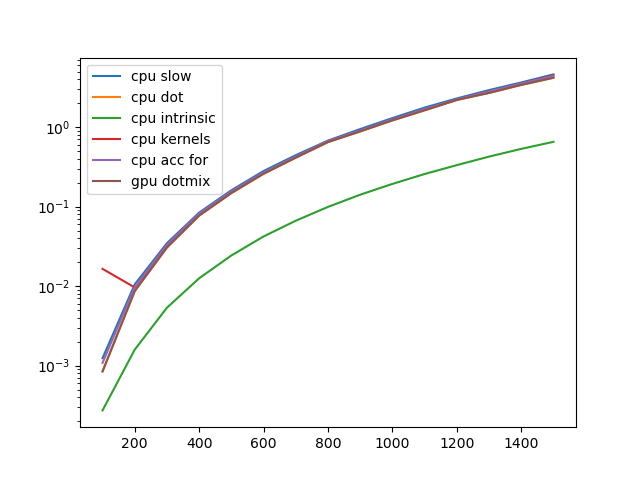 cpu slow
cpu dot
cpu intrinsic
cpu kernels
cpu acc for
gpu dotmix
10⁰
10⁻¹
10⁻²
10⁻³
200 400 600 800 1000 1200 1400